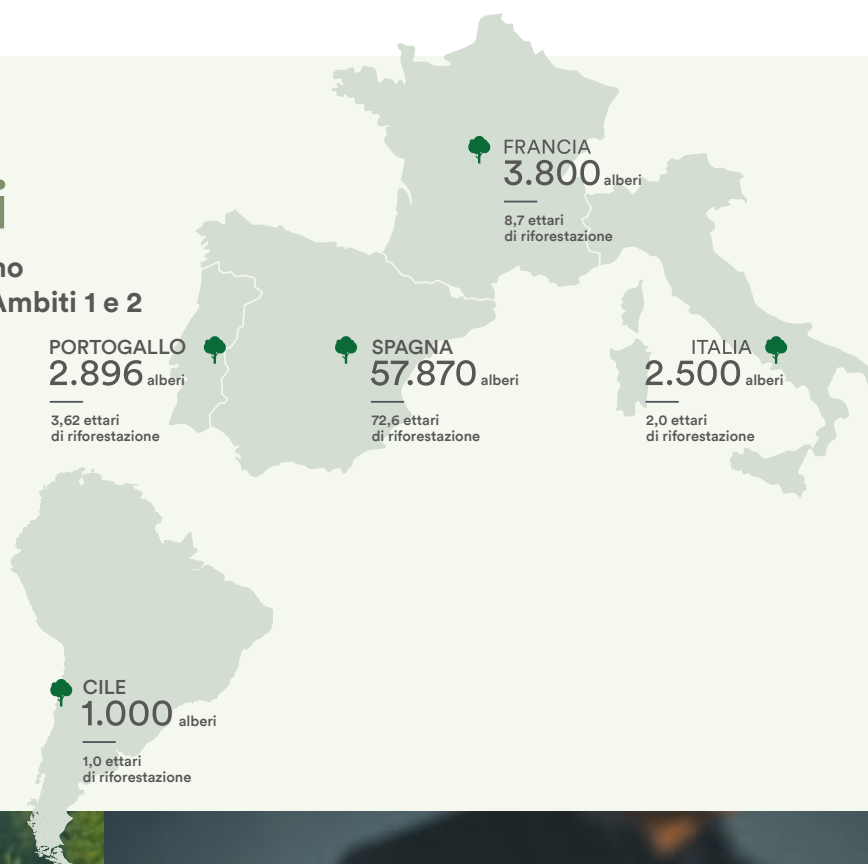 FRANCIA
3.800 alberi
8,7 ettari
di riforestazione
i
no
Ambiti 1 e 2
PORTOGALLO
2.896 alberi
3,62 ettari
di riforestazione
SPAGNA
57.870 alberi
72,6 ettari
di riforestazione
ITALIA
2.500 alberi
2,0 ettari
di riforestazione
CILE
1.000 alberi
1,0 ettari
di riforestazione